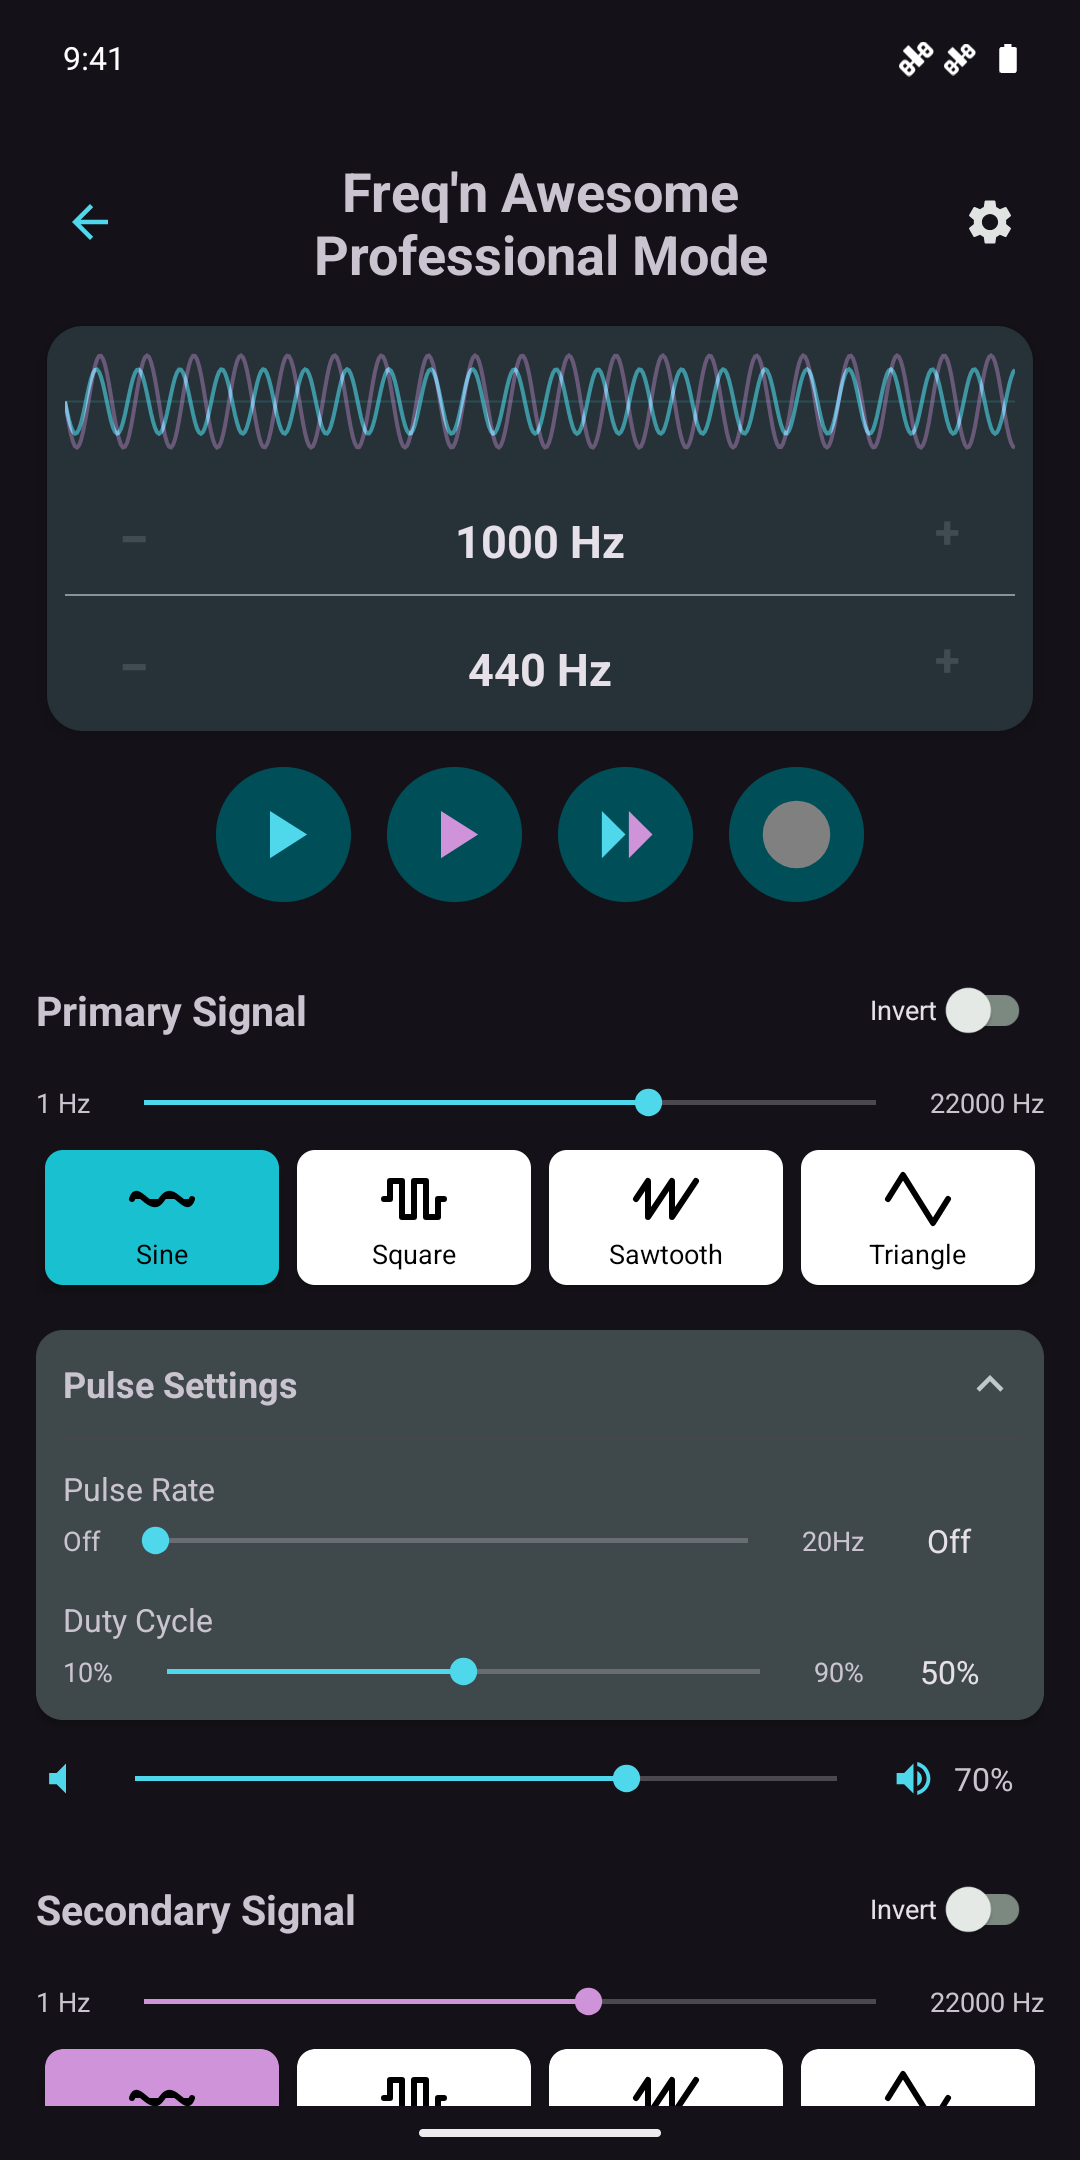 9:41
Freq'n Awesome
Professional Mode
1000 Hz
440 Hz
Primary Signal
Invert
1 Hz
22000 Hz
Sine
Square
Sawtooth
Triangle
Pulse Settings
Pulse Rate
Off
20Hz
Off
Duty Cycle
10%
90%
50%
70%
Secondary Signal
Invert
1 Hz
22000 Hz